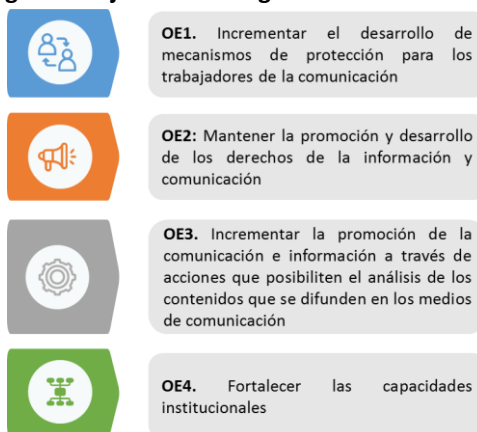 OE1. Incrementar el desarrollo de
mecanismos de protección para los
trabajadores de la comunicación
OE2: Mantener la promoción y desarrollo
de los derechos de la información y
comunicación
OE3. Incrementar la promoción de la
comunicación e información a través de
acciones que posibiliten el análisis de los
contenidos que se difunden en los medios
de comunicación
OE4. Fortalecer las capacidades
institucionales